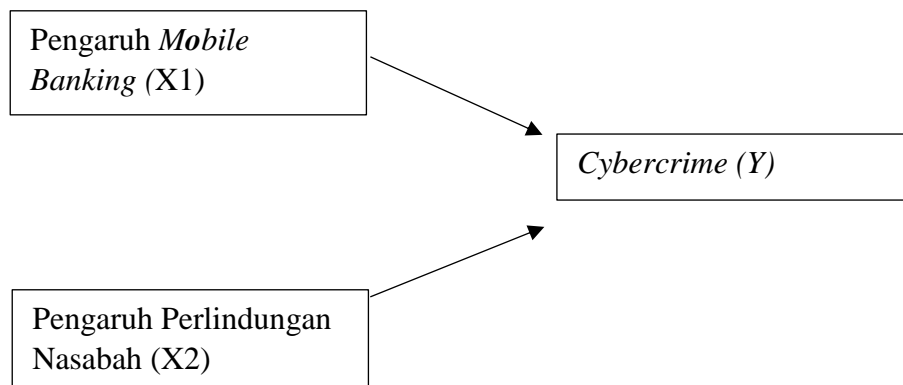 Pengaruh Mobile
Banking (X1)
Cybercrime (Y)
Pengaruh Perlindungan
Nasabah (X2)